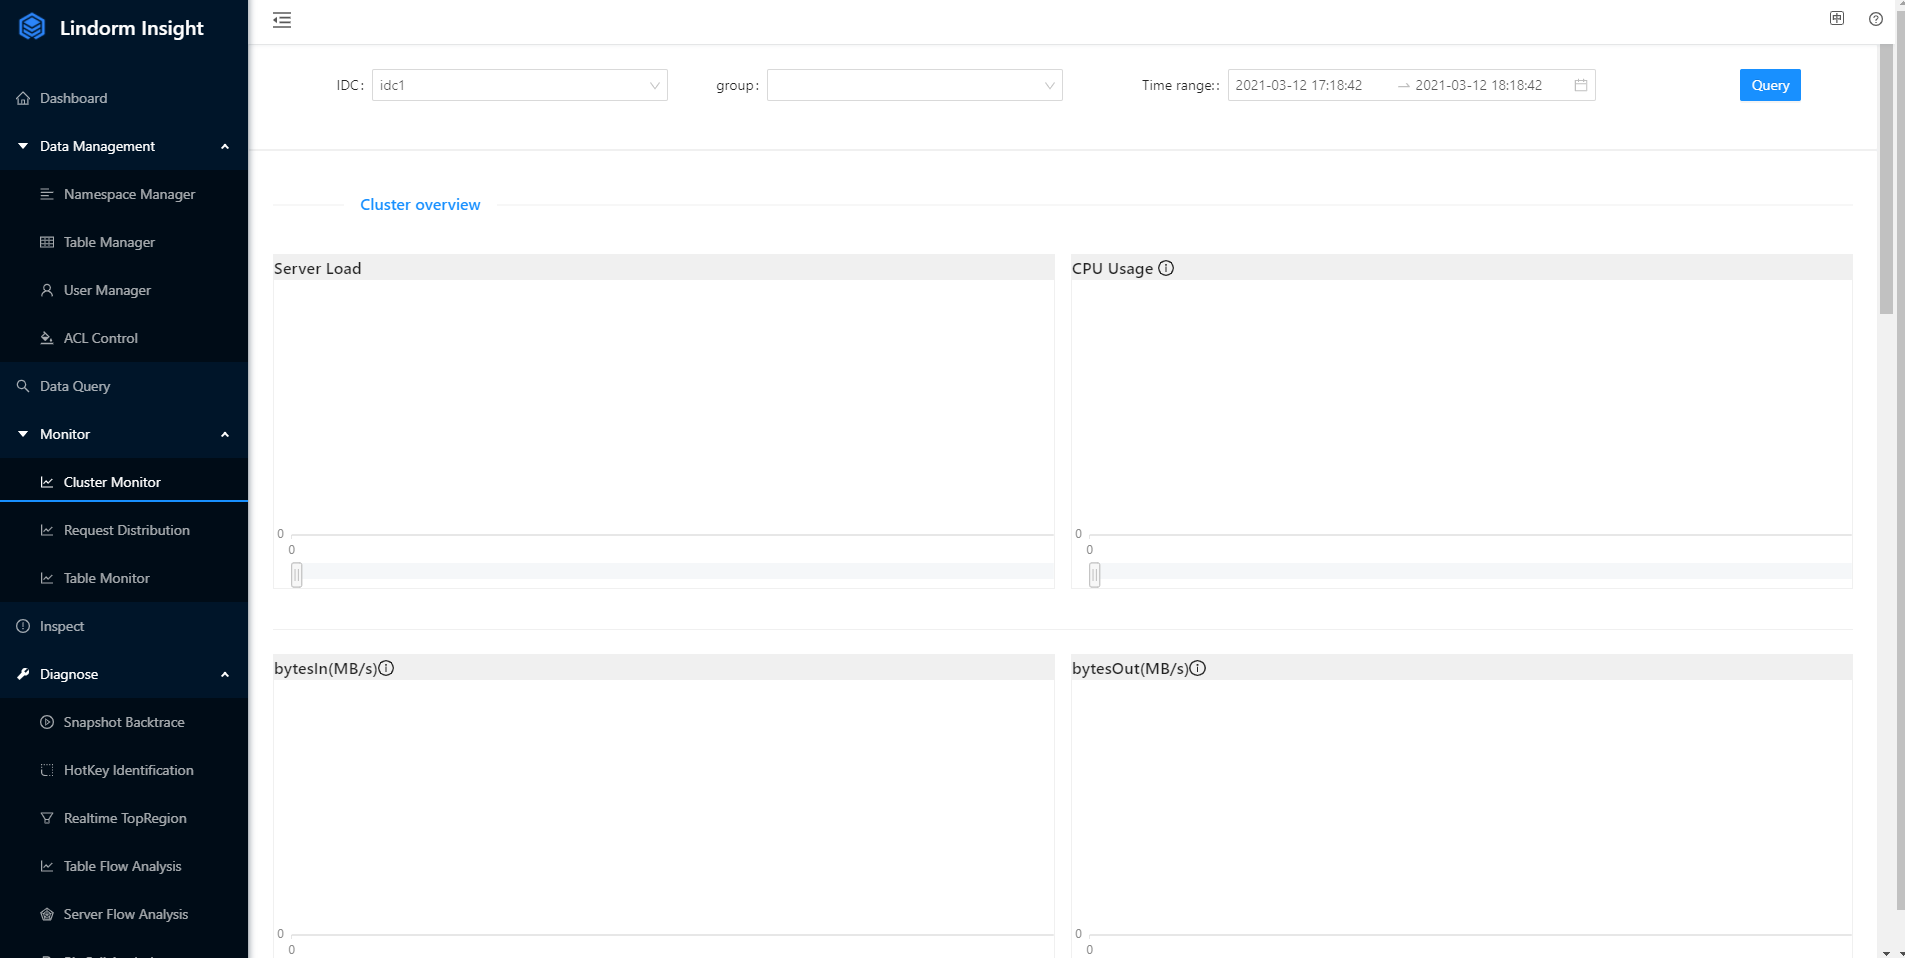 Lindorm Insight
Dashboard
Data Management
Namespace Manager
Table Manager
User Manager
ACL Control
Data Query
Monitor
Cluster Monitor
Request Distribution
Table Monitor
Inspect
Diagnose
Snapshot Backtrace
HotKey Identification
Realtime TopRegion
Table Flow Analysis
Server Flow Analysis
中
IDC: idc1
group:
Time range:: 2021-03-12 17:18:42 → 2021-03-12 18:18:42
Query
Cluster overview
Server Load
0
0
CPU Usage
0
0
bytesIn(MB/s)
0
0
bytesOut(MB/s)
0
0